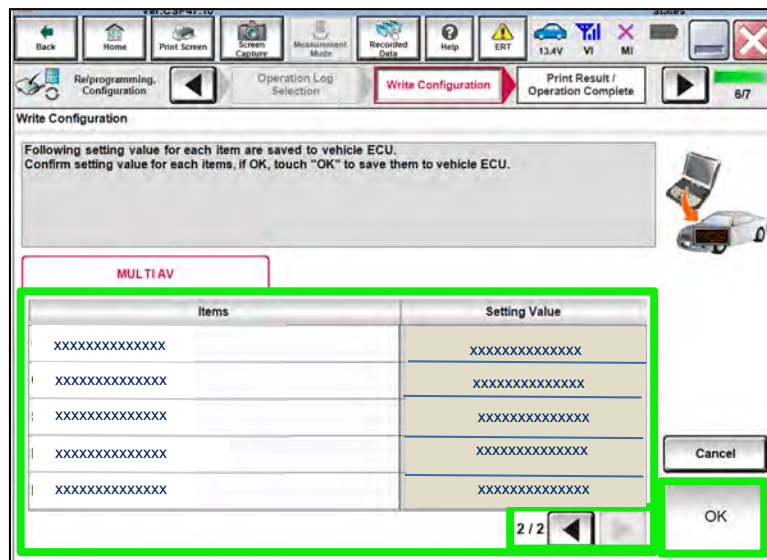 Ver.CSP47.10
States
Back
Home
Print Screen
Screen
Capture
Measurement
Mode
Recorded
Data
Help
ERT
13.4V
VI
MI
Re/programming,
Configuration
Operation Log
Selection
Write Configuration
Print Result /
Operation Complete
6/7
Write Configuration
Following setting value for each item are saved to vehicle ECU.
Confirm setting value for each items, if OK, touch "OK" to save them to vehicle ECU.
MULTI AV
Items
Setting Value
XXXXXXXXXXXXXX
XXXXXXXXXXXXXX
XXXXXXXXXXXXXX
XXXXXXXXXXXXXX
XXXXXXXXXXXXXX
XXXXXXXXXXXXXX
XXXXXXXXXXXXXX
XXXXXXXXXXXXXX
XXXXXXXXXXXXXX
XXXXXXXXXXXXXX
Cancel
2 / 2
OK